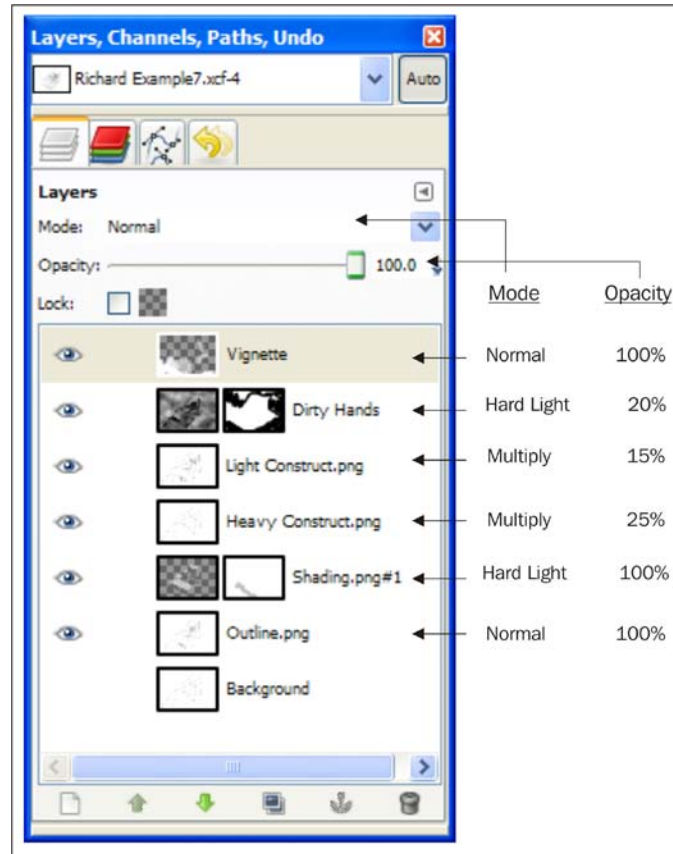 Layers, Channels, Paths, Undo
Richard Example7.xcf-4
Auto
Layers
Mode: Normal
Opacity: 100.0
Lock:
Mode Opacity
Vignette Normal 100%
Dirty Hands Hard Light 20%
Light Construct.png Multiply 15%
Heavy Construct.png Multiply 25%
Shading.png#1 Hard Light 100%
Outline.png Normal 100%
Background